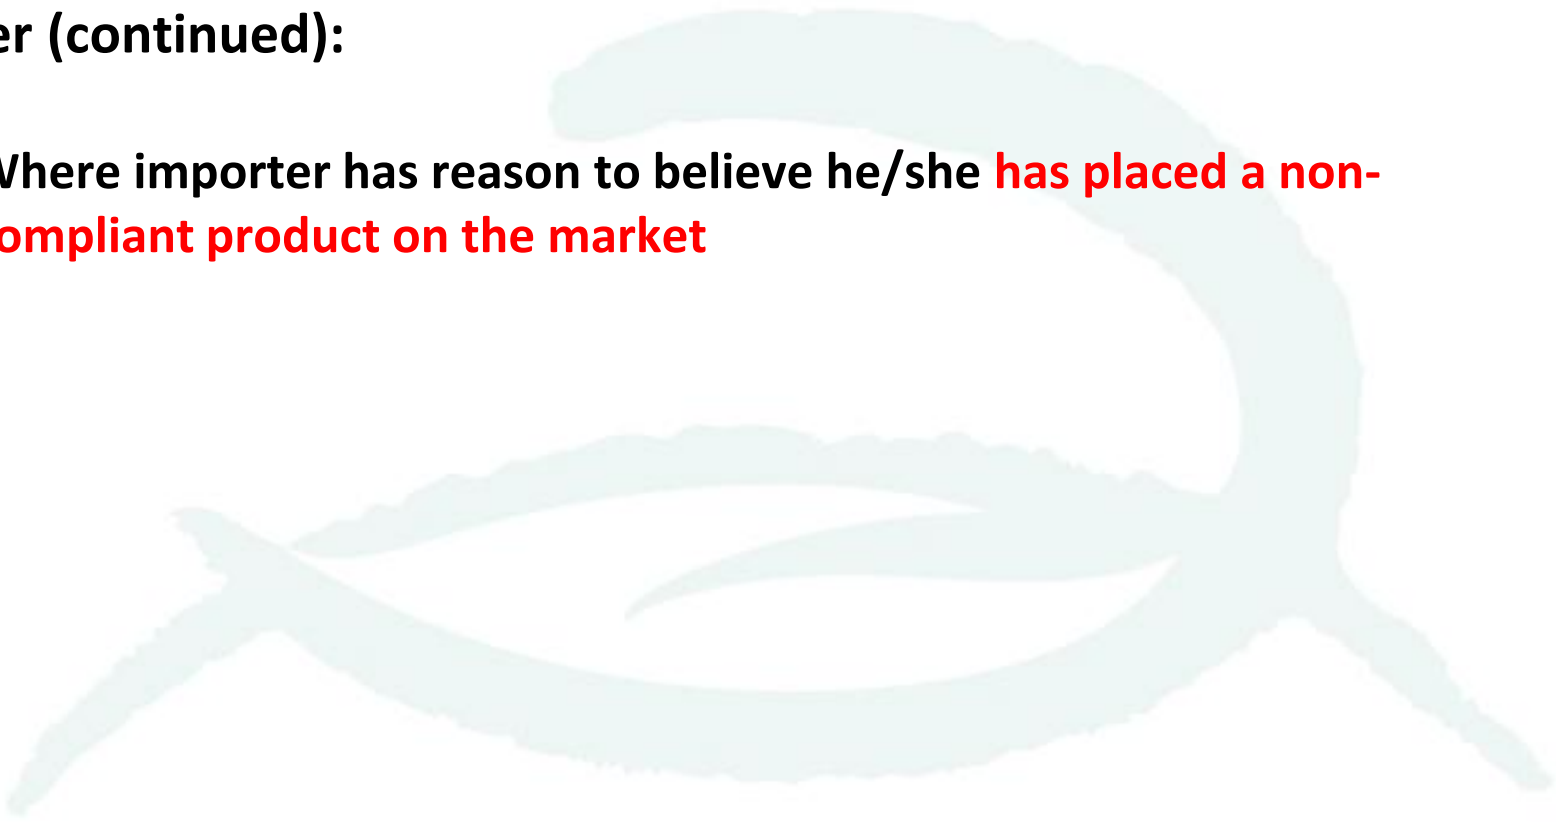 er (continued):
Where importer has reason to believe he/she has placed a non-
ompliant product on the market